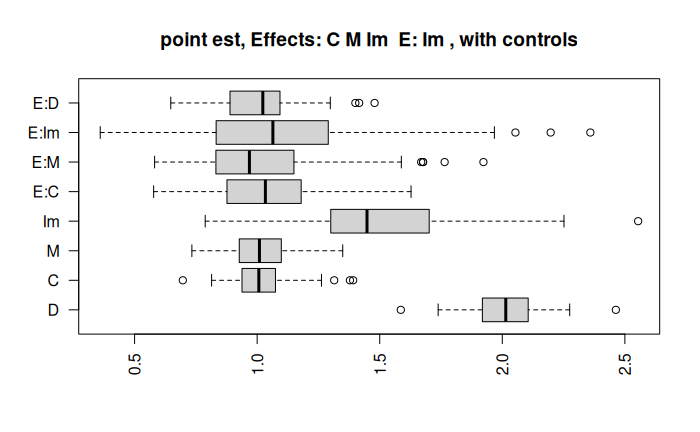 point est, Effects: C M Im  E: Im , with controls
E:D
E:Im
E:M
E:C
Im
M
C
D
0.5
1.0
1.5
2.0
2.5